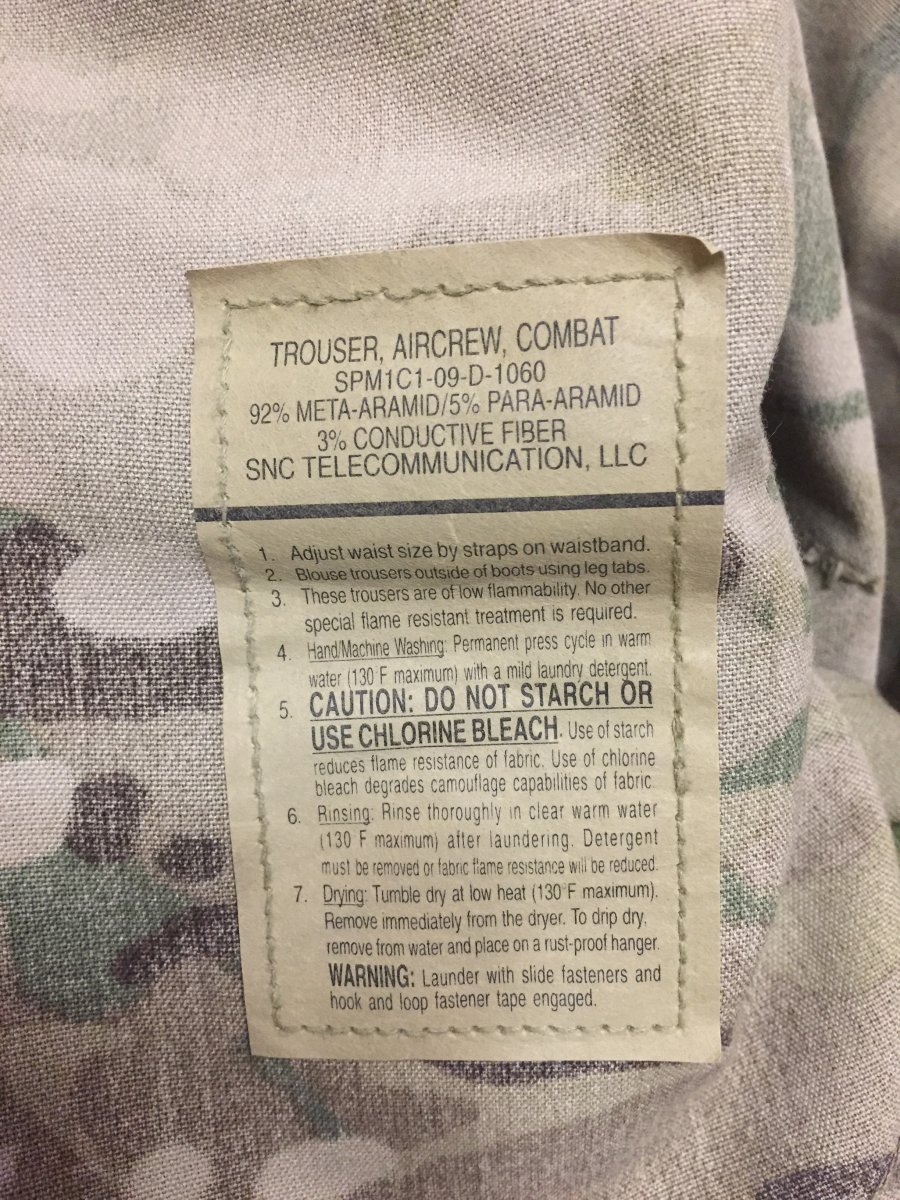 TROUSER, AIRCREW, COMBAT
SPM1C1-09-D-1060
92% META-ARAMID/5% PARA-ARAMID
3% CONDUCTIVE FIBER
SNC TELECOMMUNICATION, LLC
1. Adjust waist size by straps on waistband.
2. Blouse trousers outside of boots using leg tabs.
3. These trousers are of low flammability. No other
special flame resistant treatment is required.
4. Hand/Machine Washing: Permanent press cycle in warm
water (130 F maximum) with a mild laundry detergent.
5. CAUTION: DO NOT STARCH OR
USE CHLORINE BLEACH. Use of starch
reduces flame resistance of fabric. Use of chlorine
bleach degrades camouflage capabilities of fabric
6. Rinsing: Rinse thoroughly in clear warm water
(130 F maximum) after laundering. Detergent
must be removed or fabric flame resistance will be reduced.
7. Drying: Tumble dry at low heat (130°F maximum).
Remove immediately from the dryer. To drip dry,
remove from water and place on a rust-proof hanger.
WARNING: Launder with slide fasteners and
hook and loop fastener tape engaged.